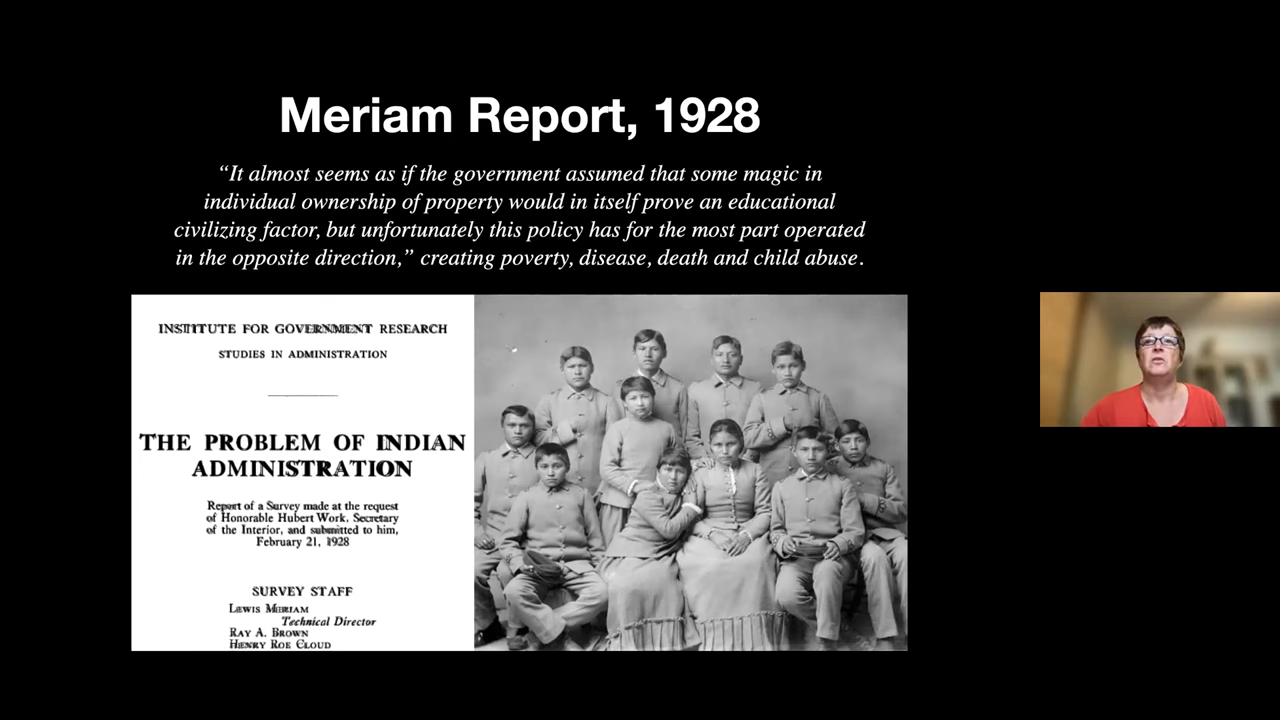 Meriam Report, 1928
“It almost seems as if the government assumed that some magic in
individual ownership of property would in itself prove an educational
civilizing factor, but unfortunately this policy has for the most part operated
in the opposite direction,” creating poverty, disease, death and child abuse.
INSTITUTE FOR GOVERNMENT RESEARCH
STUDIES IN ADMINISTRATION
THE PROBLEM OF INDIAN
ADMINISTRATION
Report of a Survey made at the request
of Honorable Hubert Work, Secretary
of the Interior, and submitted to him,
February 21, 1928
SURVEY STAFF
LEWIS MERIAM
Technical Director
RAY A. BROWN
HENRY ROE CLOUD